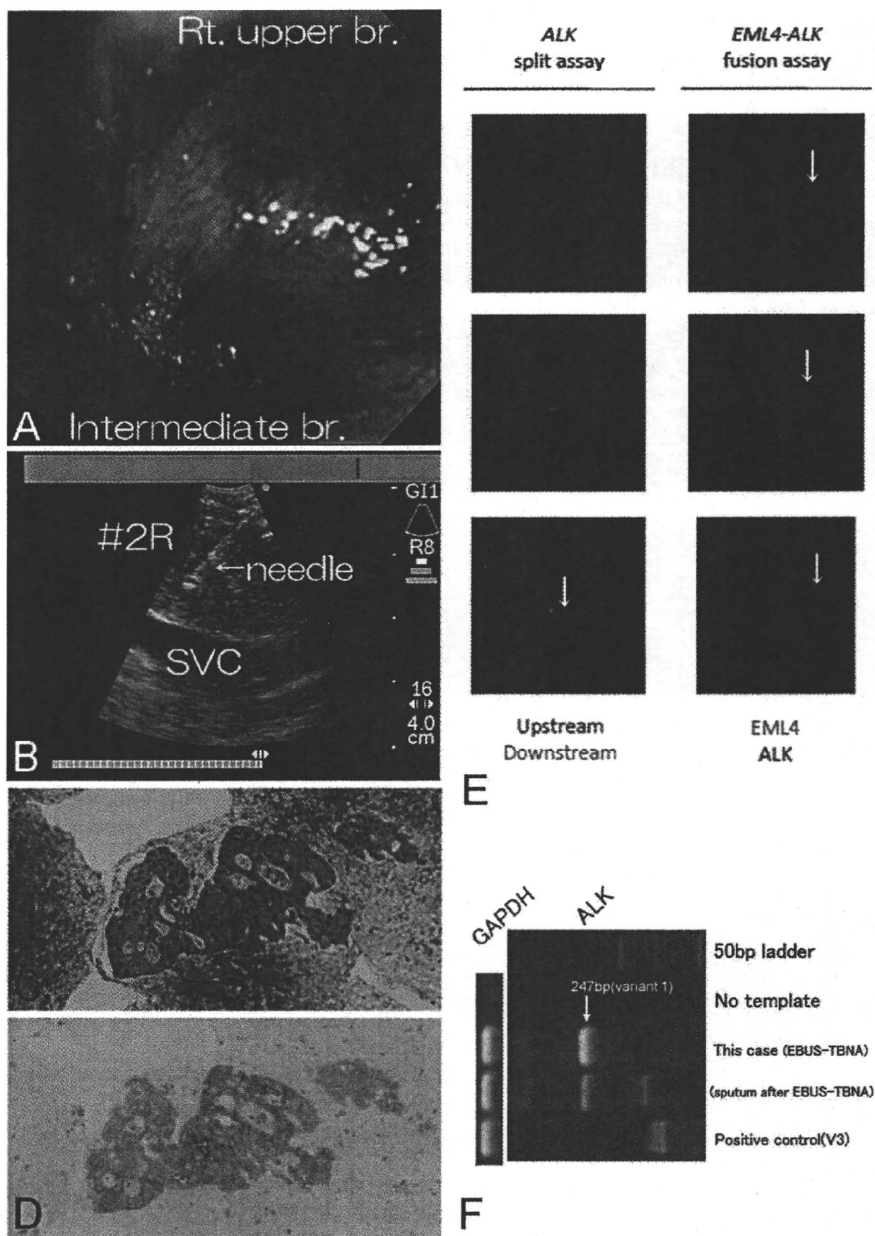 Rt. upper br.
A
Intermediate br.
#2R
←needle
SVC
GI1
R8
16
4.0
cm
B
D
ALK
split assay
EML4-ALK
fusion assay
Upstream
Downstream
EML4
ALK
E
GAPDH
ALK
247bp(variant 1)
50bp ladder
No template
This case (EBUS-TBNA)
(sputum after EBUS-TBNA)
Positive control(V3)
F